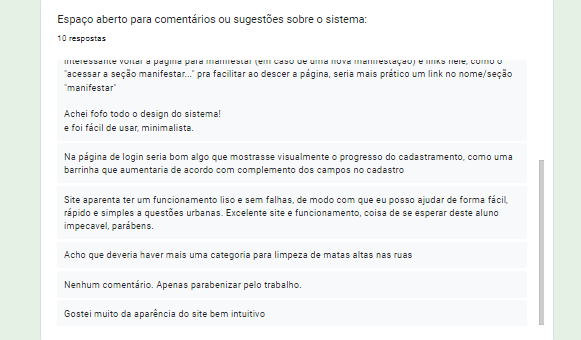 Espaço aberto para comentários ou sugestões sobre o sistema:
10 respostas
interessante voltar a página para manifestar (em caso de uma nova manifestação) e links nele, como o
"acessar a seção manifestar..." pra facilitar ao descer a página, seria mais prático um link no nome/seção
"manifestar"
Achei fofo todo o design do sistema!
e foi fácil de usar, minimalista.
Na página de login seria bom algo que mostrasse visualmente o progresso do cadastramento, como uma
barrinha que aumentaria de acordo com complemento dos campos no cadastro
Site aparenta ter um funcionamento liso e sem falhas, de modo com que eu posso ajudar de forma fácil,
rápido e simples a questões urbanas. Excelente site e funcionamento, coisa de se esperar deste aluno
impecavel, parabéns.
Acho que deveria haver mais uma categoria para limpeza de matas altas nas ruas
Nenhum comentário. Apenas parabenizar pelo trabalho.
Gostei muito da aparência do site bem intuitivo